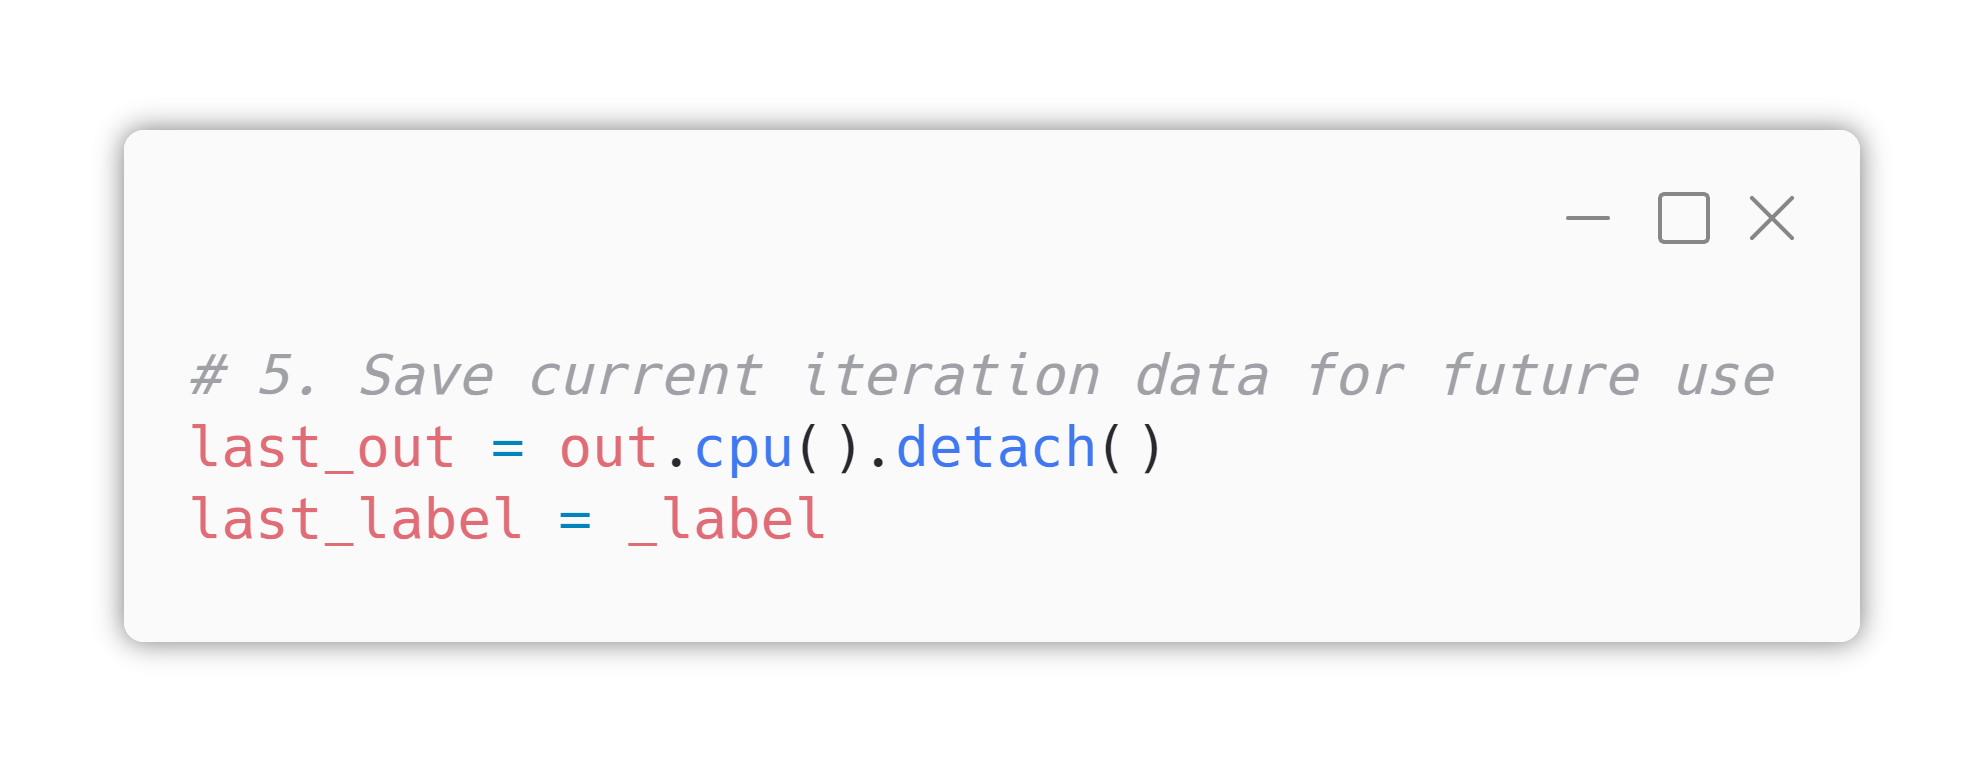 # 5. Save current iteration data for future use
last_out = out.cpu().detach()
last_label = _label